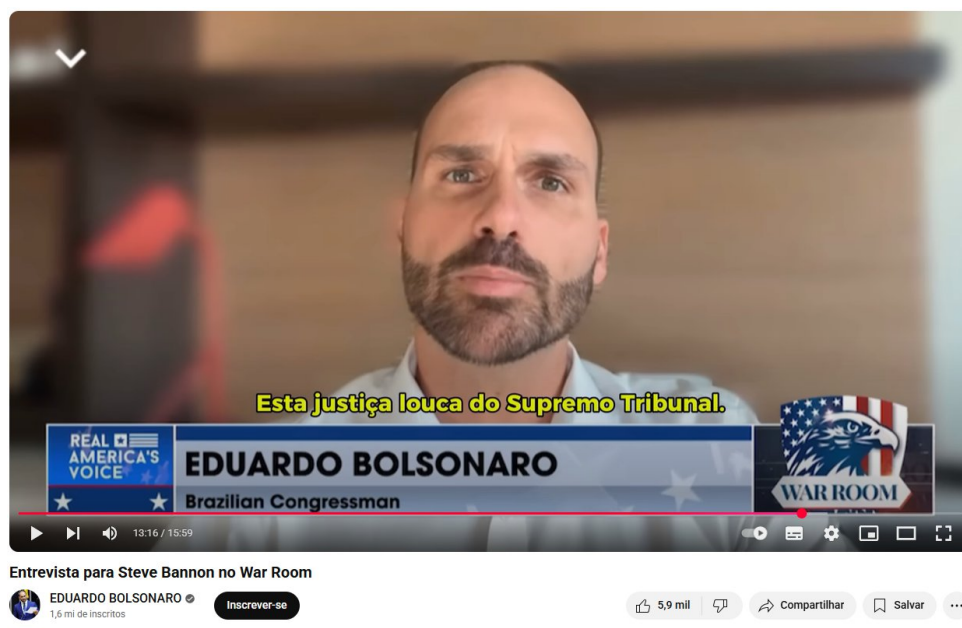 Esta justiça louca do Supremo Tribunal.
REAL
AMERICA'S
VOICE
EDUARDO BOLSONARO
Brazilian Congressman
WAR ROOM
13:16 / 15:59
Entrevista para Steve Bannon no War Room
EDUARDO BOLSONARO
1,6 mi de inscritos
Inscrever-se
5,9 mil
Compartilhar
Salvar